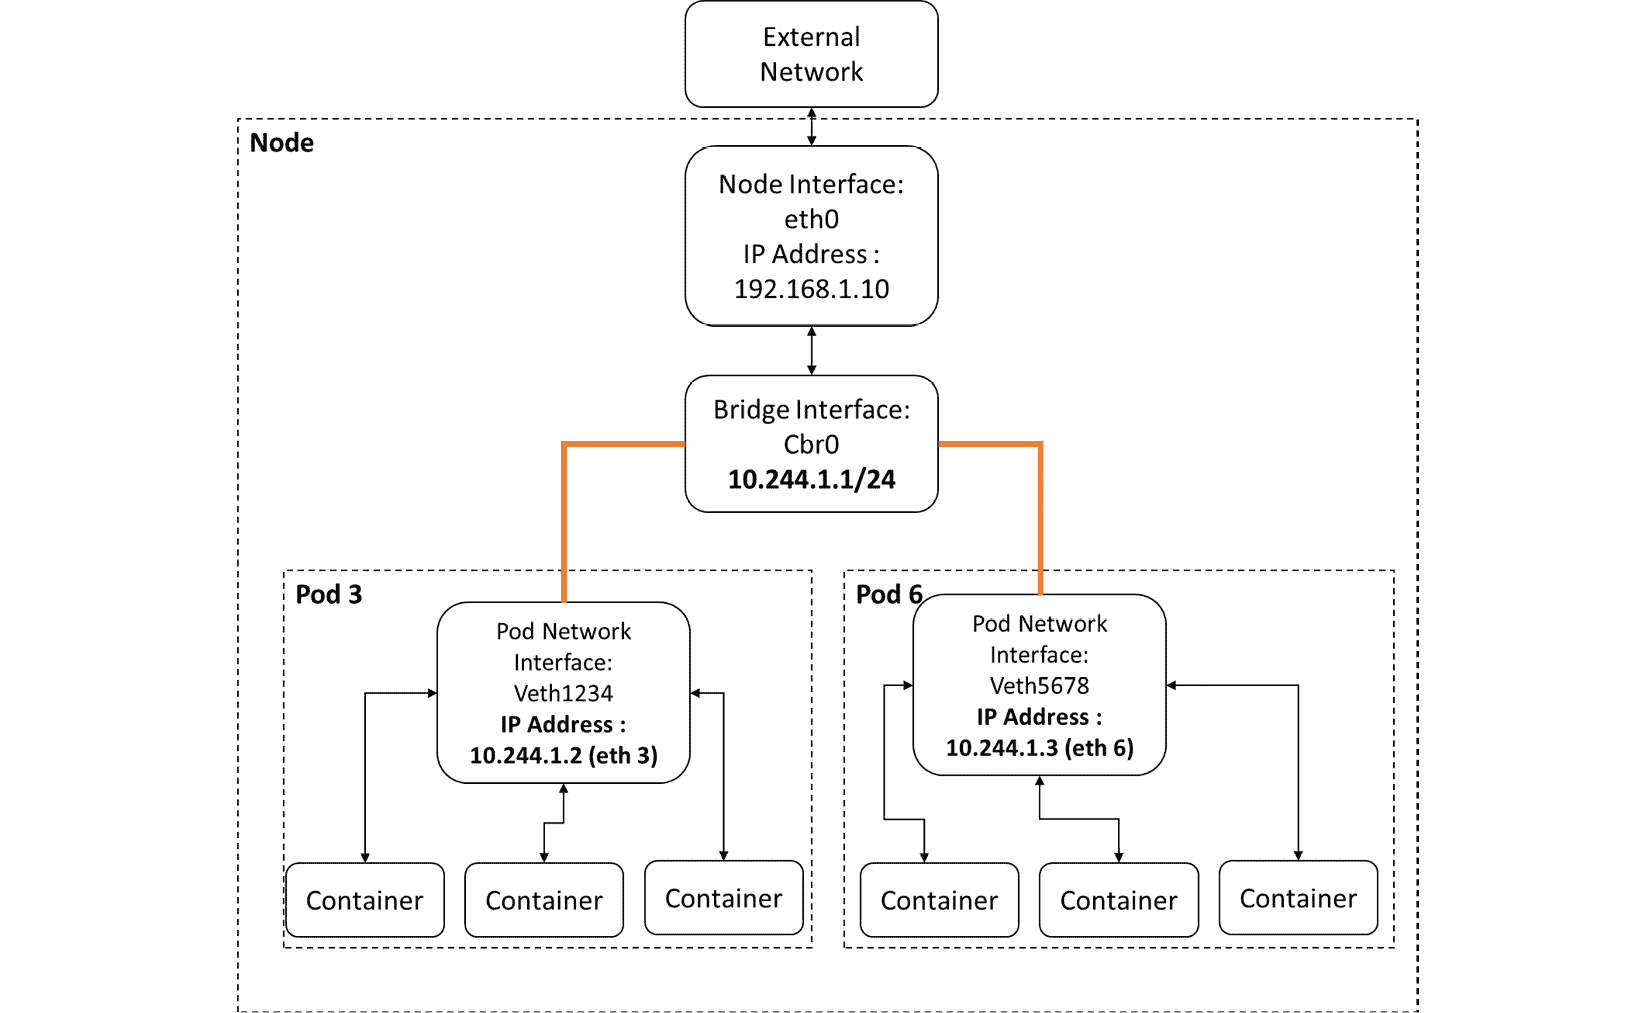 External
Network
Node
Node Interface:
eth0
IP Address :
192.168.1.10
Bridge Interface:
Cbr0
10.244.1.1/24
Pod 3
Pod Network
Interface:
Veth1234
IP Address :
10.244.1.2 (eth 3)
Container
Container
Container
Pod 6
Pod Network
Interface:
Veth5678
IP Address :
10.244.1.3 (eth 6)
Container
Container
Container